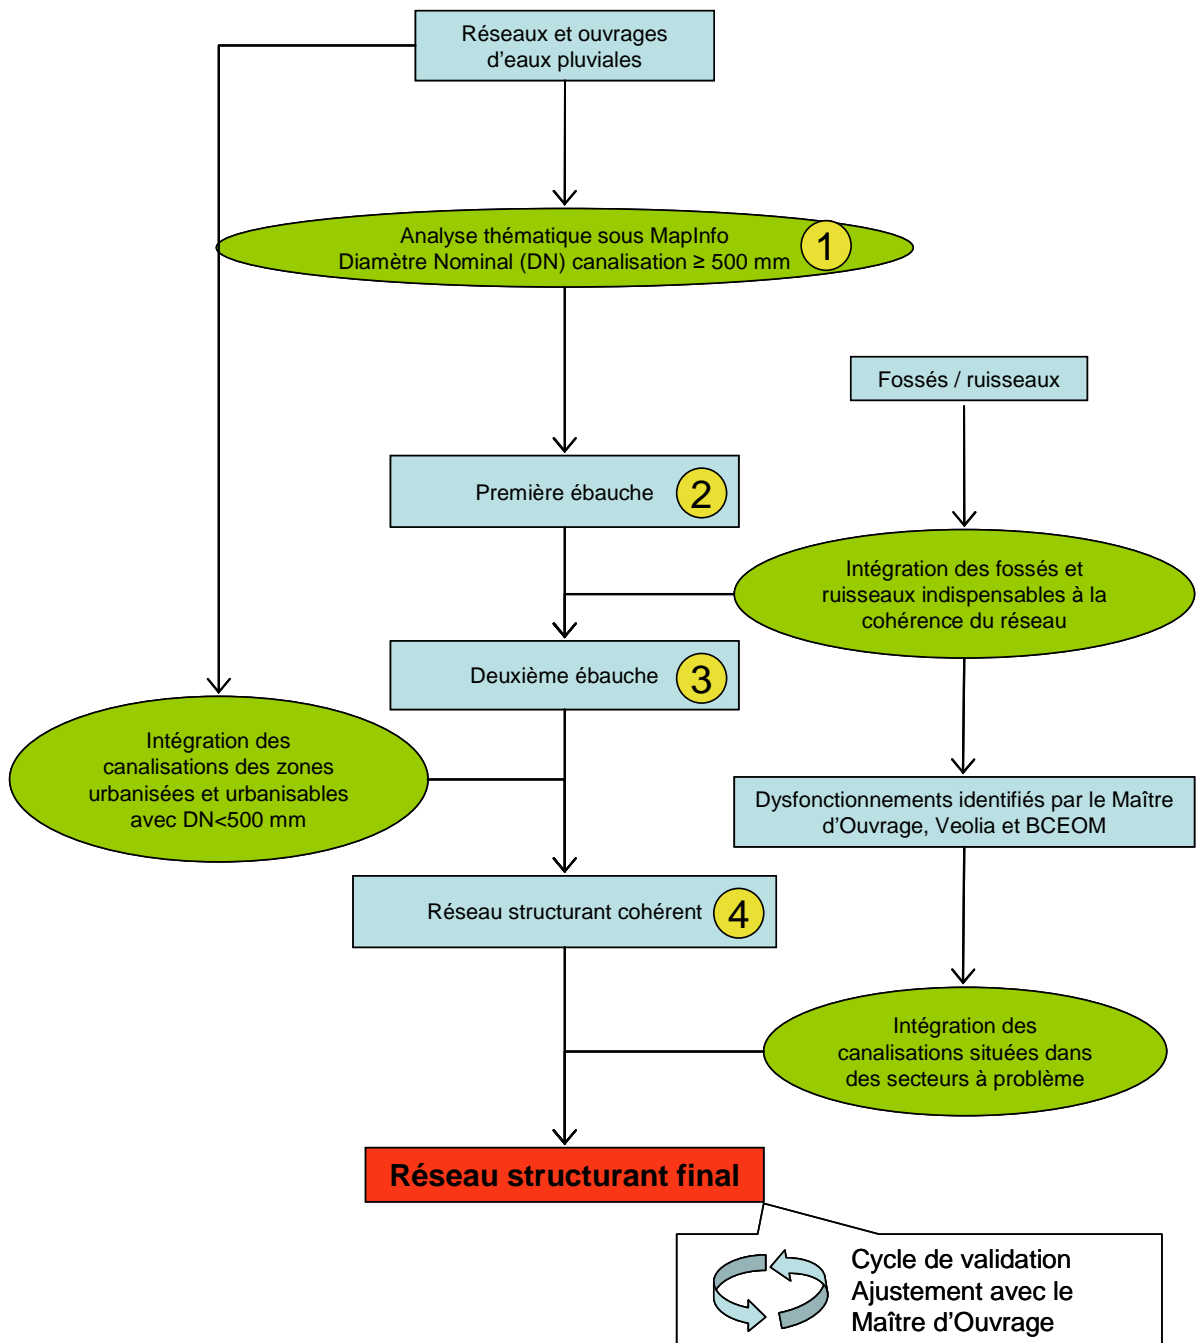 Réseaux et ouvrages
d'eaux pluviales
Analyse thématique sous MapInfo
Diamètre Nominal (DN) canalisation ≥ 500 mm
1
Fossés / ruisseaux
Première ébauche
2
Intégration des fossés et
ruisseaux indispensables à la
cohérence du réseau
Deuxième ébauche
3
Intégration des
canalisations des zones
urbanisées et urbanisables
avec DN<500 mm
Dysfonctionnements identifiés par le Maître
d'Ouvrage, Veolia et BCEOM
Réseau structurant cohérent
4
Intégration des
canalisations situées dans
des secteurs à problème
Réseau structurant final
Cycle de validation
Ajustement avec le
Maître d'Ouvrage